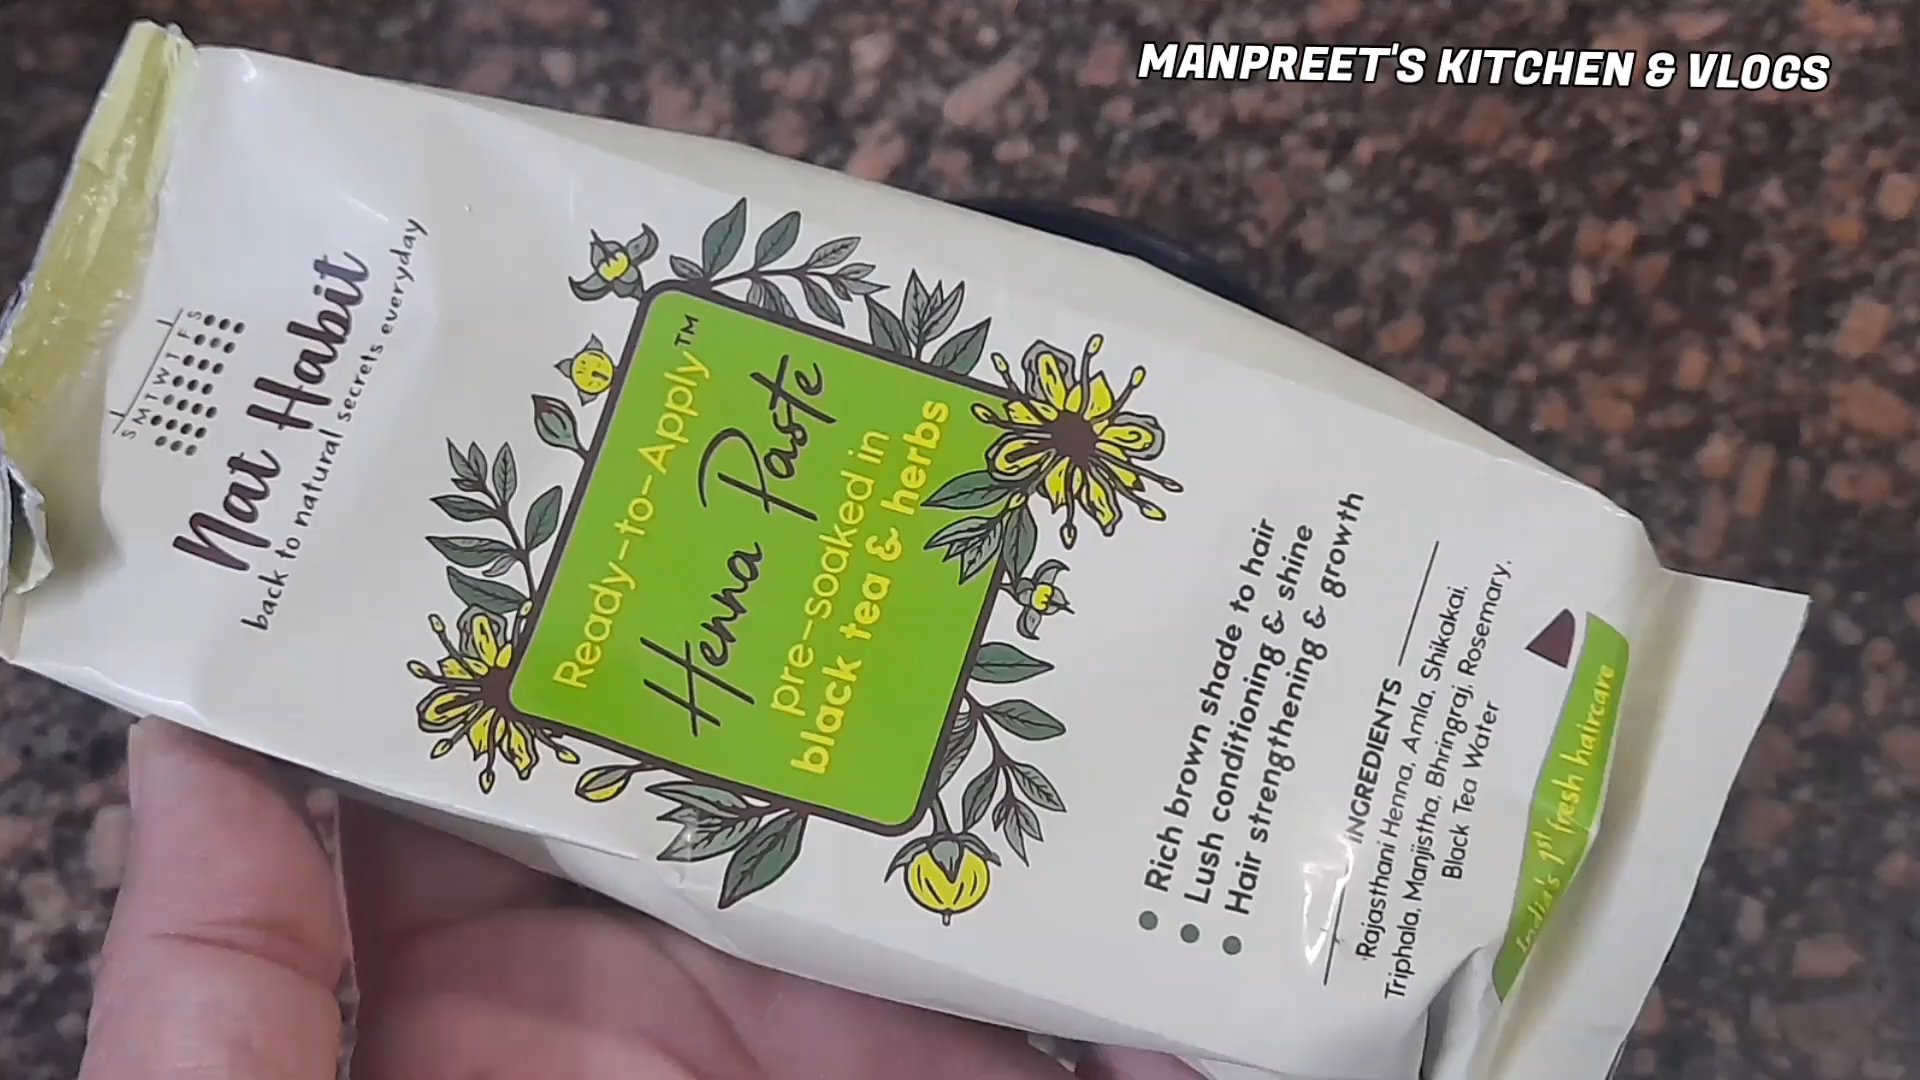 MANPREET'S KITCHEN & VLOGS
S M T W T F S
Nat Habit
back to natural secrets everyday
Ready-to-Apply™
Henna Paste
pre-soaked in
black tea & herbs
Rich brown shade to hair
Lush conditioning & shine
Hair strengthening & growth
INGREDIENTS
Rajasthani Henna, Amla, Shikakai,
Triphala, Manjistha, Bhringraj, Rosemary,
Black Tea Water
India's 1st fresh haircare